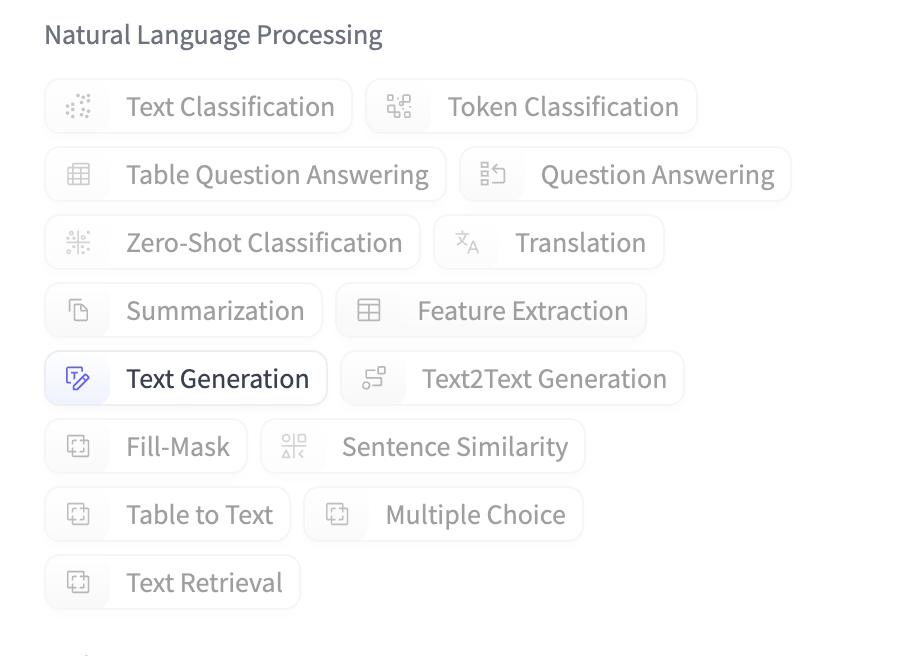 Natural Language Processing
Text Classification
Token Classification
Table Question Answering
Question Answering
Zero-Shot Classification
Translation
Summarization
Feature Extraction
Text Generation
Text2Text Generation
Fill-Mask
Sentence Similarity
Table to Text
Multiple Choice
Text Retrieval